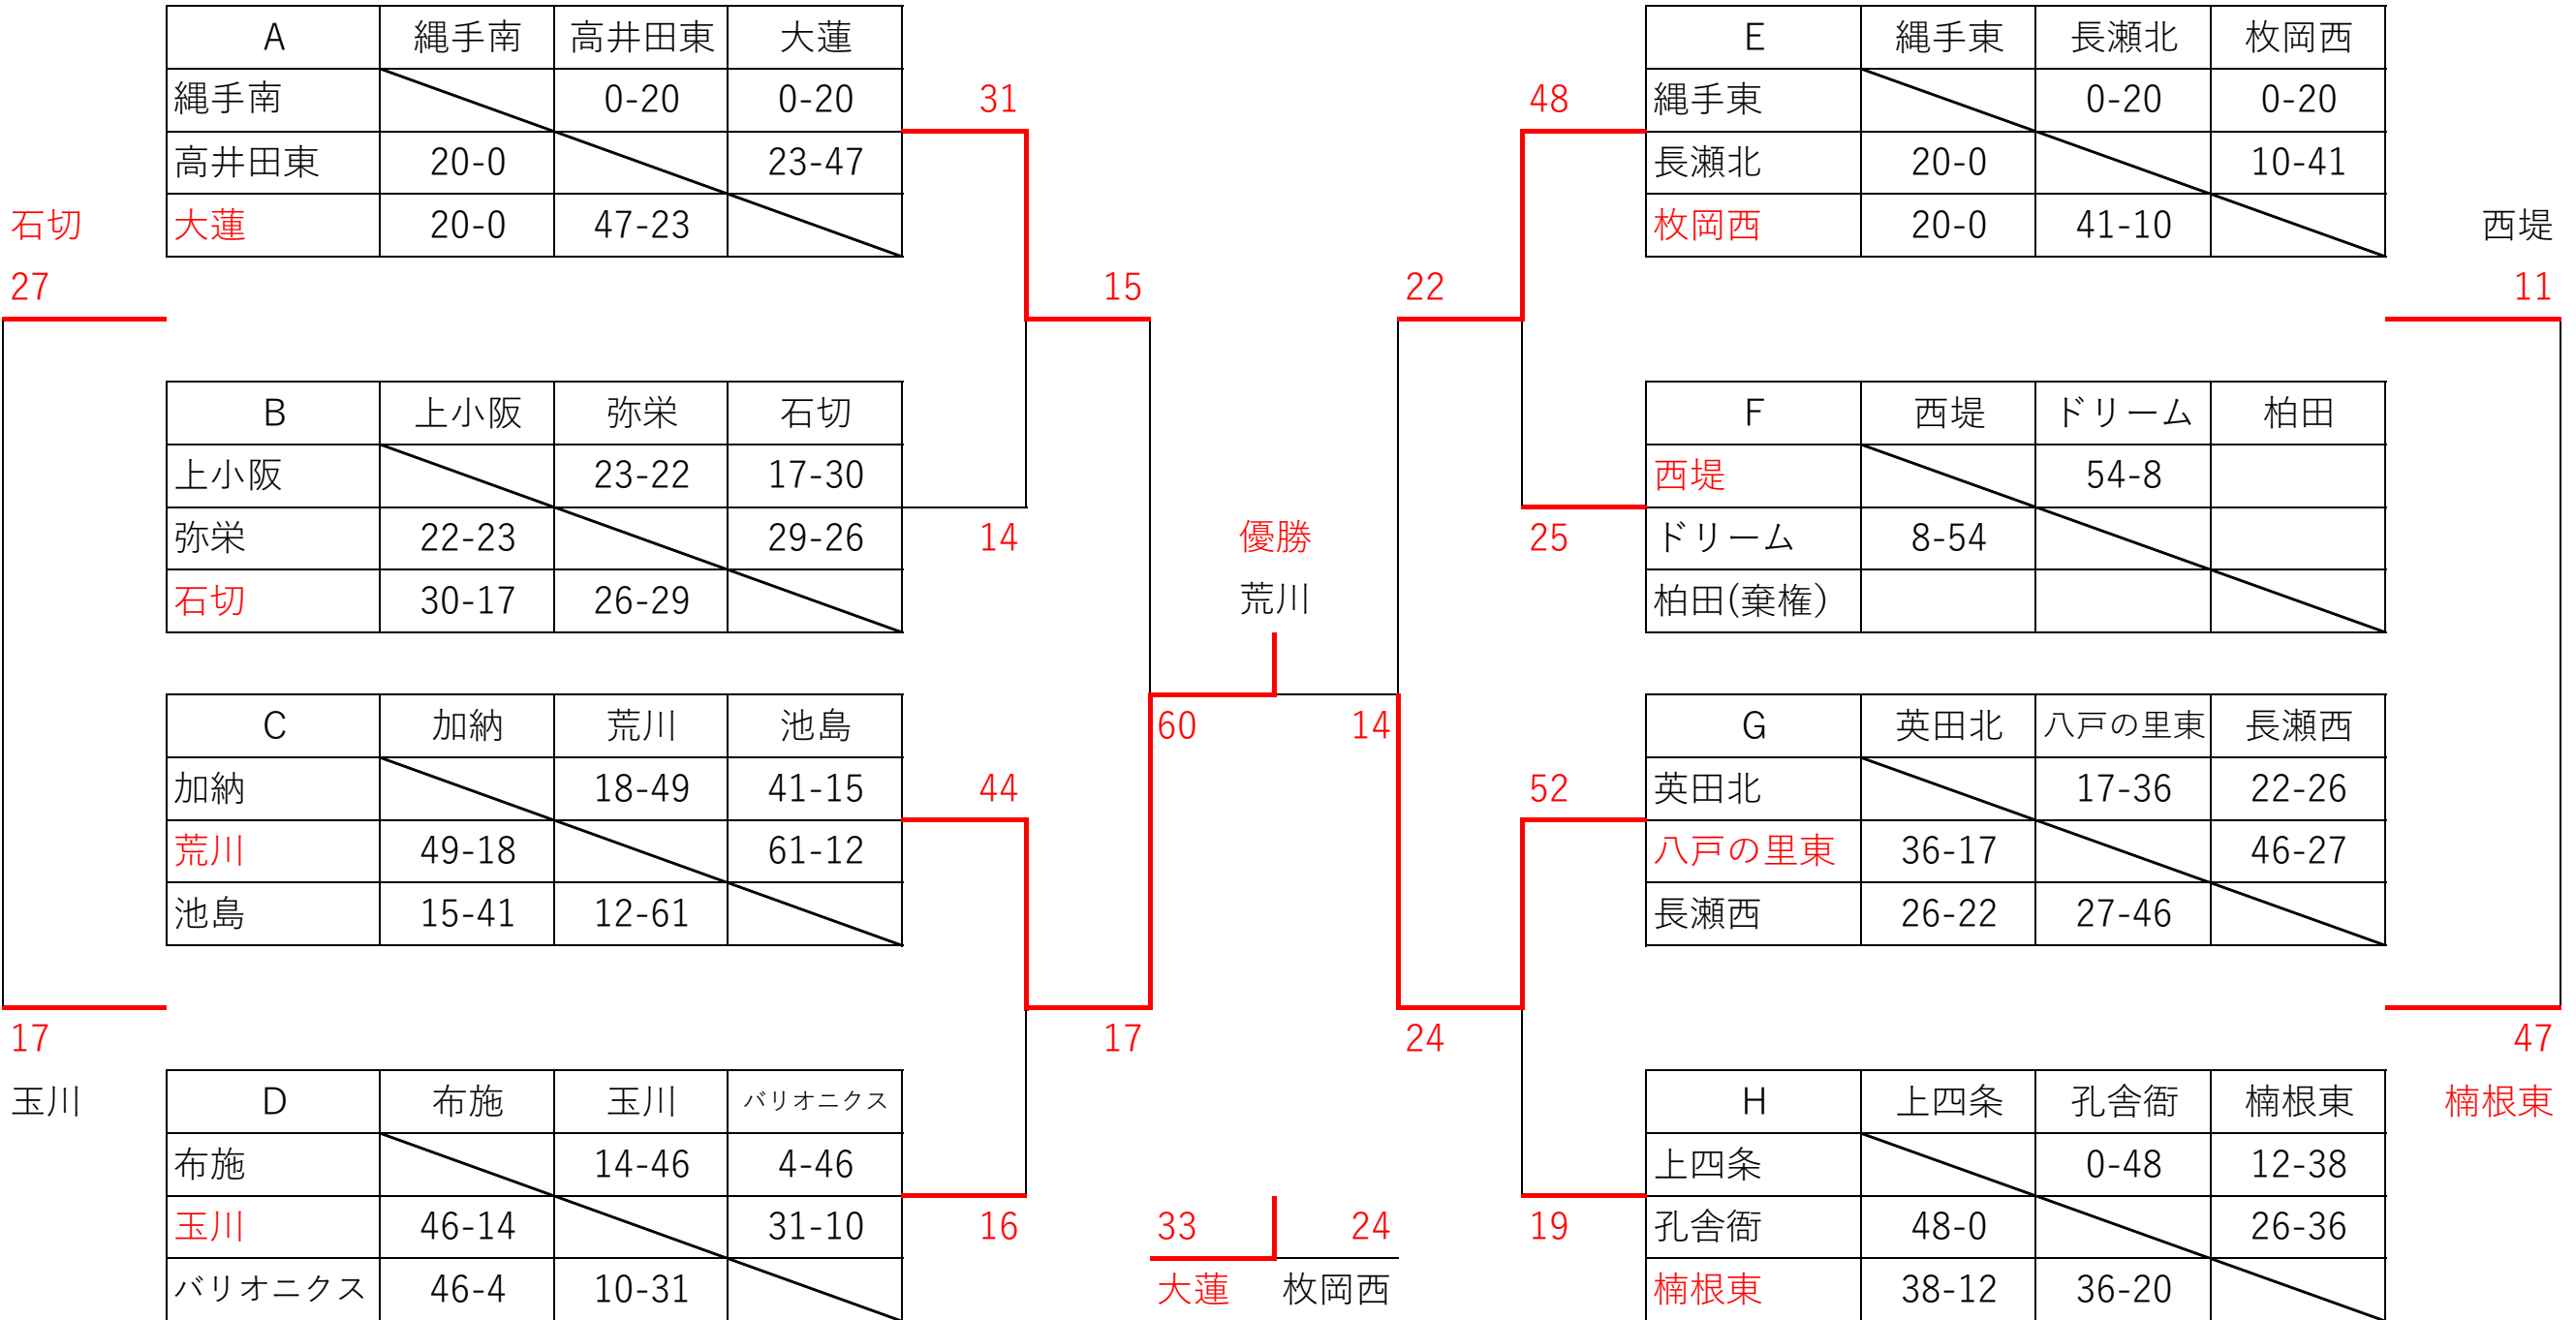 A 縄手南 高井田東 大蓮
縄手南 0-20 0-20
高井田東 20-0 23-47
大蓮 20-0 47-23
31
石切
27
15
B 上小阪 弥栄 石切
上小阪 23-22 17-30
弥栄 22-23 29-26
石切 30-17 26-29
14
C 加納 荒川 池島
加納 18-49 41-15
荒川 49-18 61-12
池島 15-41 12-61
44
17
玉川
17
D 布施 玉川 バリオニクス
布施 14-46 4-46
玉川 46-14 31-10
バリオニクス 46-4 10-31
16
優勝
荒川
60 14
33 24
大蓮 枚岡西
E 縄手東 長瀬北 枚岡西
縄手東 0-20 0-20
長瀬北 20-0 10-41
枚岡西 20-0 41-10
48
22
西堤
11
F 西堤 ドリーム 柏田
西堤 54-8
ドリーム 8-54
柏田(棄権)
25
G 英田北 八戸の里東 長瀬西
英田北 17-36 22-26
八戸の里東 36-17 46-27
長瀬西 26-22 27-46
52
24
47
楠根東
H 上四条 孔舎衙 楠根東
上四条 0-48 12-38
孔舎衙 48-0 26-36
楠根東 38-12 36-20
19